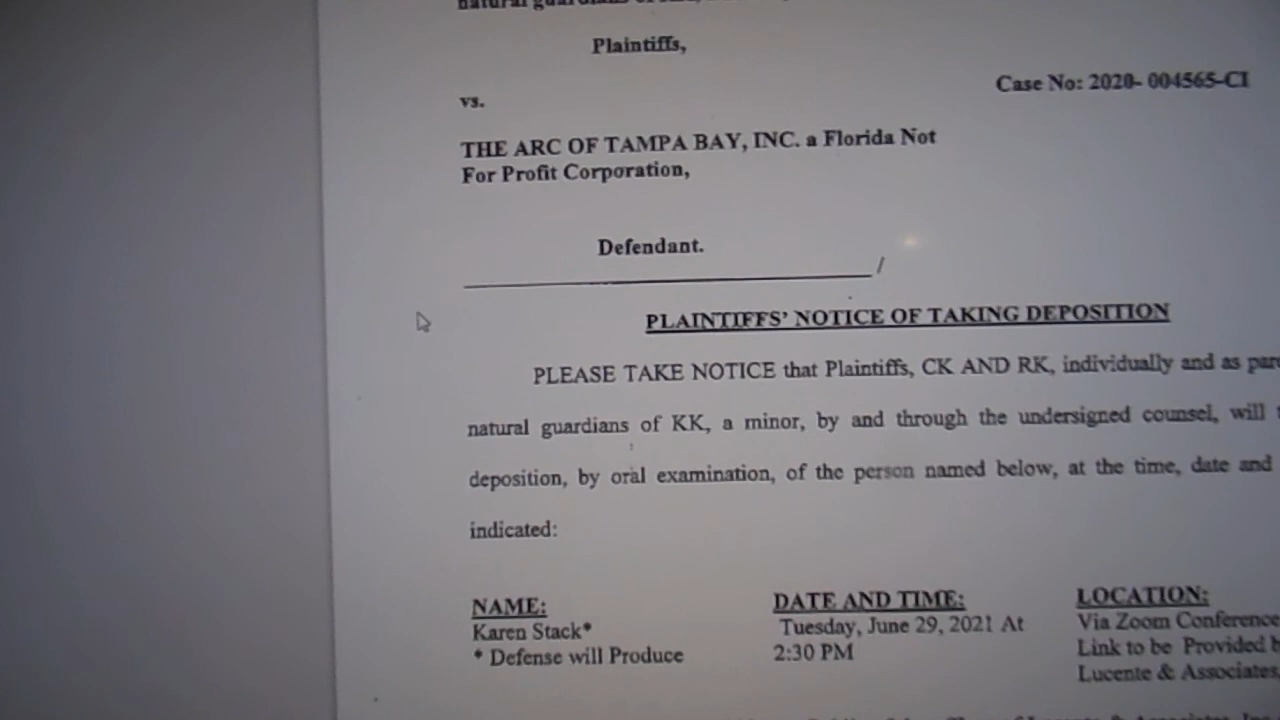 natural guardians of
Plaintiffs,
Case No: 2020- 004565-CI
vs.
THE ARC OF TAMPA BAY, INC. a Florida Not
For Profit Corporation,
Defendant.
/
PLAINTIFFS' NOTICE OF TAKING DEPOSITION
PLEASE TAKE NOTICE that Plaintiffs, CK AND RK, individually and as
natural guardians of KK, a minor, by and through the undersigned counsel, will
deposition, by oral examination, of the person named below, at the time, date and
indicated:
NAME: DATE AND TIME: LOCATION:
Karen Stack* Tuesday, June 29, 2021 At Via Zoom Conference
* Defense will Produce 2:30 PM Link to be Provided
Lucente & Associates,